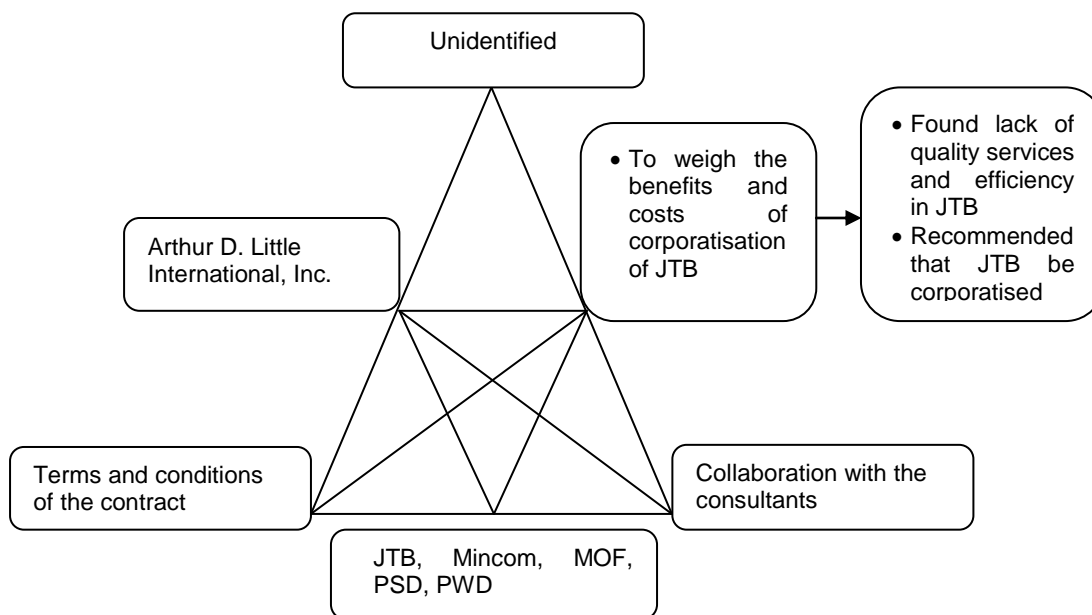 Unidentified
• To weigh the
benefits and
costs of
corporatisation
of JTB
• Found lack of
quality services
and efficiency
in JTB
• Recommended
that JTB be
corporatised
Arthur D. Little
International, Inc.
Terms and conditions
of the contract
Collaboration with the
consultants
JTB, Mincom, MOF,
PSD, PWD